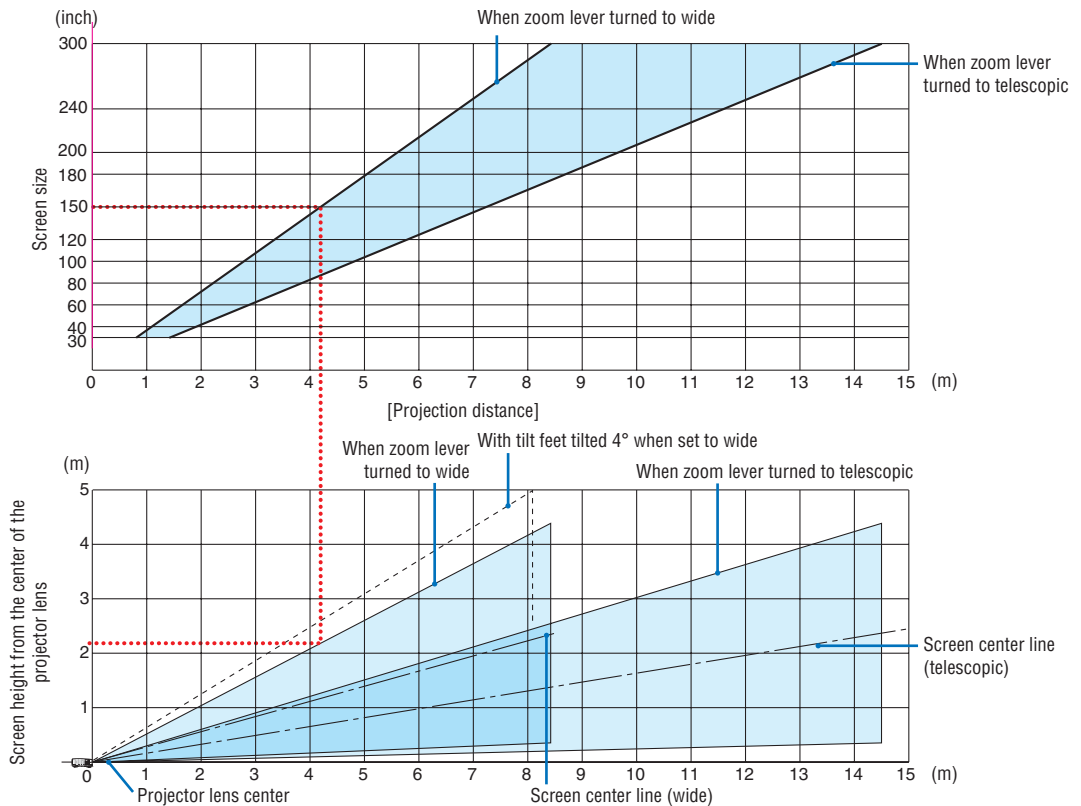 (inch)
When zoom lever turned to wide
300
240
200
180
150
120
100
80
60
40
30
Screen size
When zoom lever
turned to telescopic
0 1 2 3 4 5 6 7 8 9 10 11 12 13 14 15 (m)
[Projection distance]
(m)
When zoom lever
turned to wide
With tilt feet tilted 4° when set to wide
When zoom lever turned to telescopic
5
4
3
2
1
Screen height from the center of the
projector lens
Screen center line
(telescopic)
0 1 2 3 4 5 6 7 8 9 10 11 12 13 14 15 (m)
Projector lens center
Screen center line (wide)